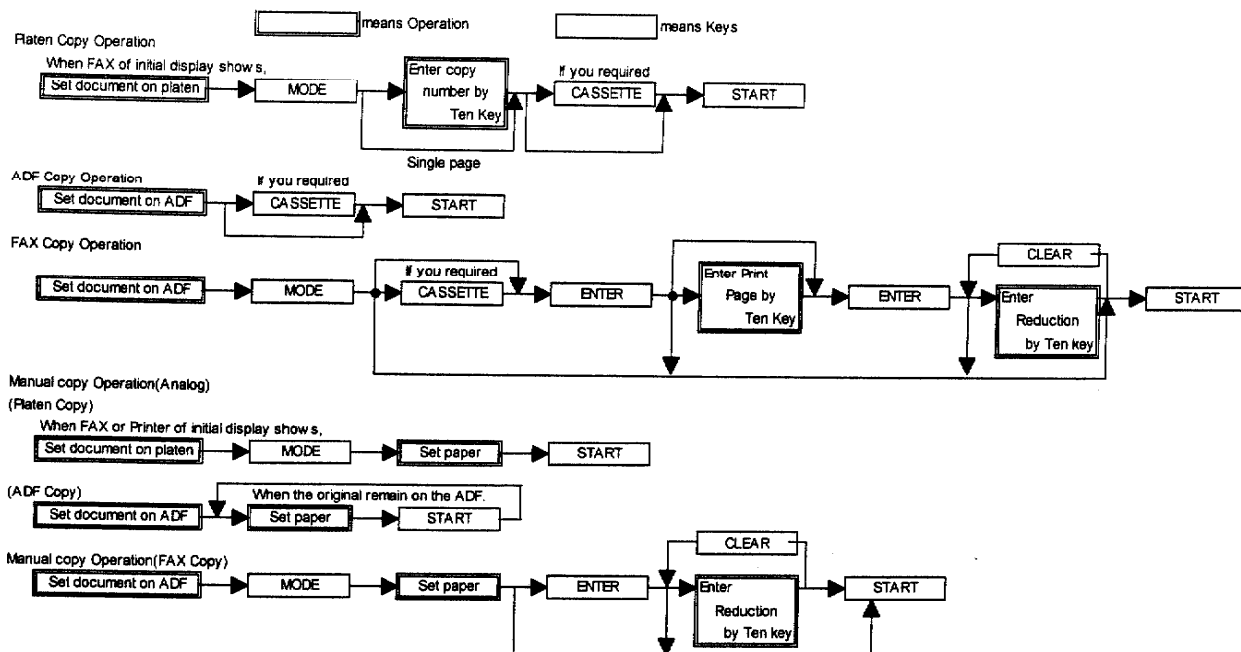 means Operation
means Keys
Platen Copy Operation
When FAX of initial display shows,
Set document on platen
MODE
Enter copy
number by
Ten Key
If you required
CASSETTE
START
Single page
ADF Copy Operation
If you required
Set document on ADF
CASSETTE
START
FAX Copy Operation
Set document on ADF
MODE
If you required
CASSETTE
ENTER
Enter Print
Page by
Ten Key
ENTER
CLEAR
Enter
Reduction
by Ten key
START
Manual copy Operation(Analog)
(Platen Copy)
When FAX or Printer of initial display shows,
Set document on platen
MODE
Set paper
START
(ADF Copy)
When the original remain on the ADF.
Set document on ADF
Set paper
START
Manual copy Operation(FAX Copy)
Set document on ADF
MODE
Set paper
ENTER
CLEAR
Enter
Reduction
by Ten key
START